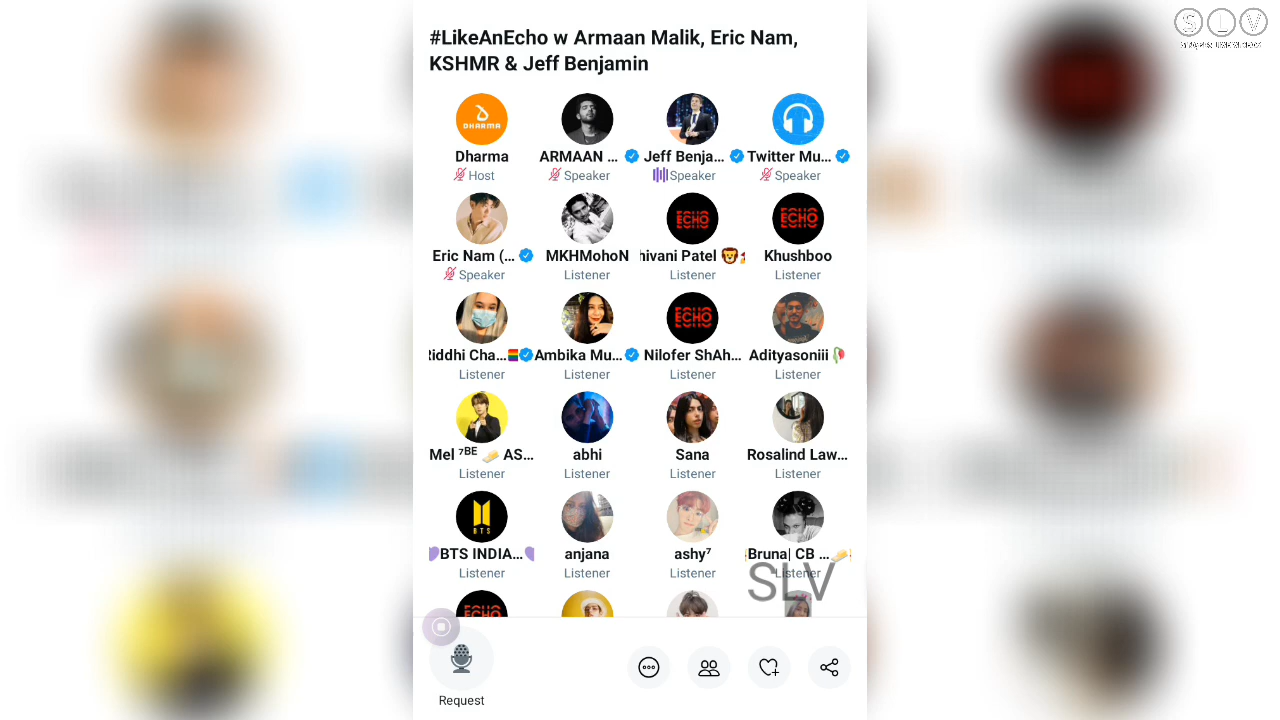 #LikeAnEcho w Armaan Malik, Eric Nam,
KSHMR & Jeff Benjamin
S L V
DHARMA
Dharma
ARMAAN ...
Jeff Benja...
Twitter Mu...
Host
Speaker
Speaker
Speaker
ECHO
ECHO
Eric Nam (...
MKHMohoN
hivani Patel 🦁
Khushboo
Speaker
Listener
Listener
Listener
ECHO
Riddhi Cha...🏳️‍🌈
Ambika Mu...
Nilofer ShAh...
Adityasoniii 🥀
Listener
Listener
Listener
Listener
Mel ⁷ᴮᴱ 🧈 AS...
abhi
Sana
Rosalind Law...
Listener
Listener
Listener
Listener
BTS
💜BTS INDIA...💜
anjana
ashy⁷
Bruna| CB ...🧈
Listener
Listener
Listener
Listener
SLV
ECHO
Request